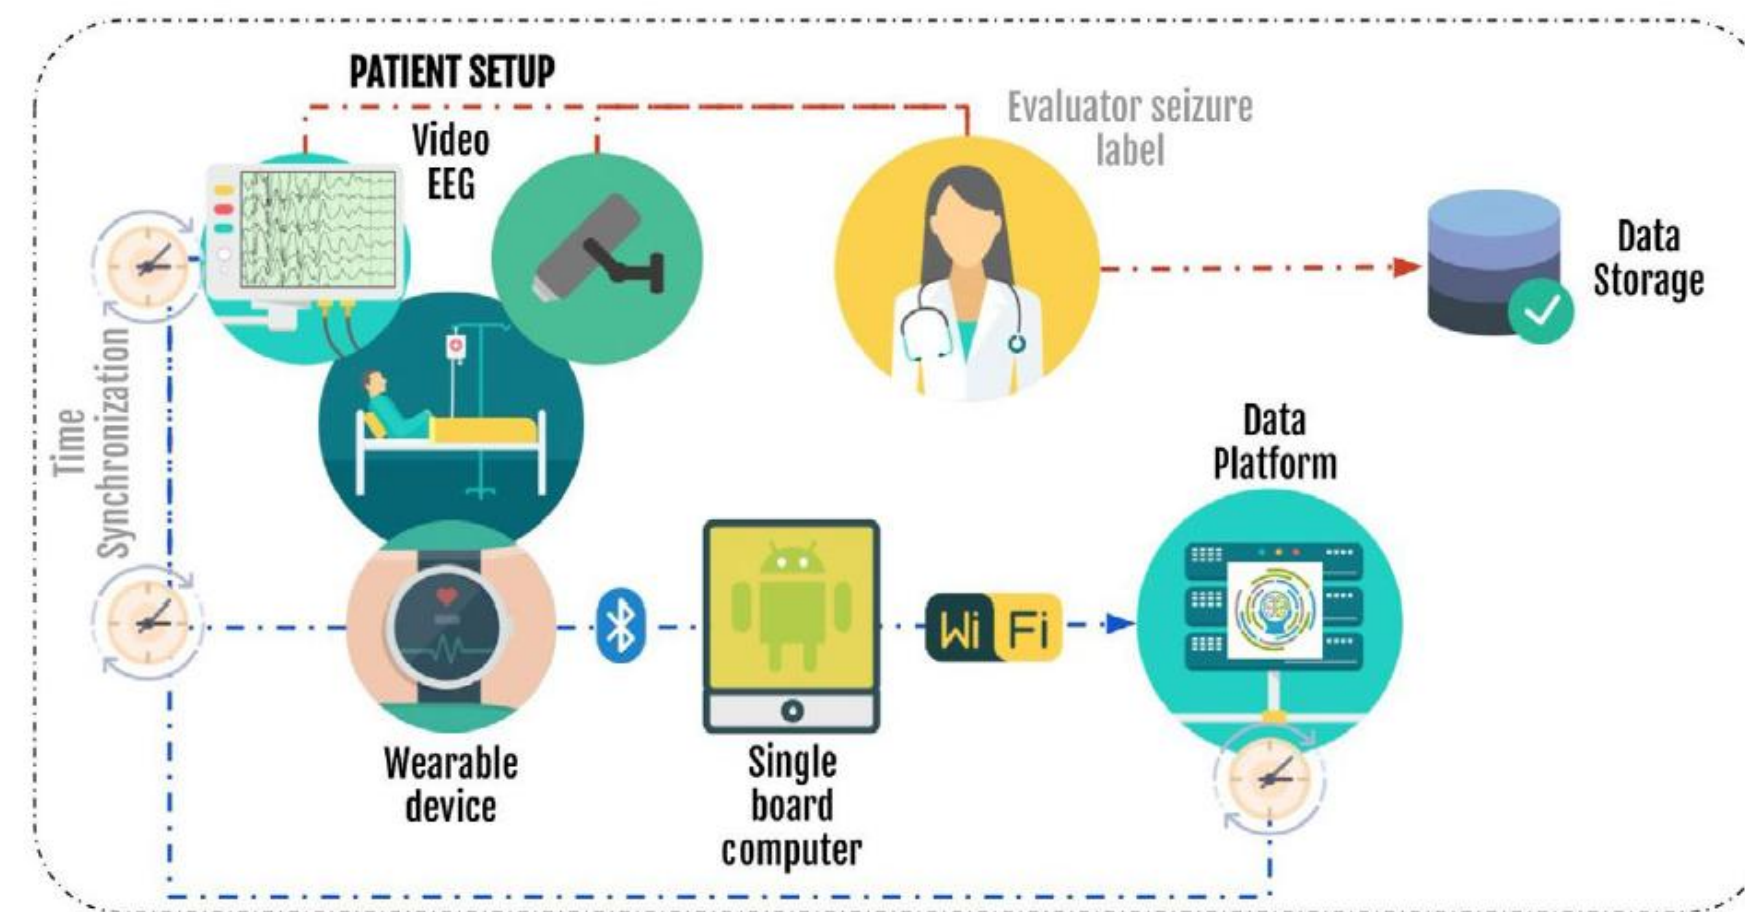 PATIENT SETUP
Video
EEG
Evaluator seizure
label
Data
Storage
Time
Synchronization
Data
Platform
Wi Fi
Wearable
device
Single
board
computer